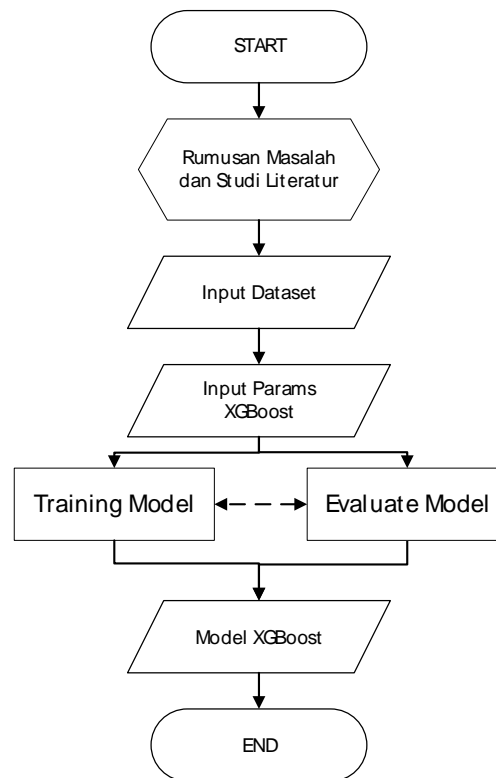 START
Rumusan Masalah
dan Studi Literatur
Input Dataset
Input Params
XGBoost
Training Model
Evaluate Model
Model XGBoost
END